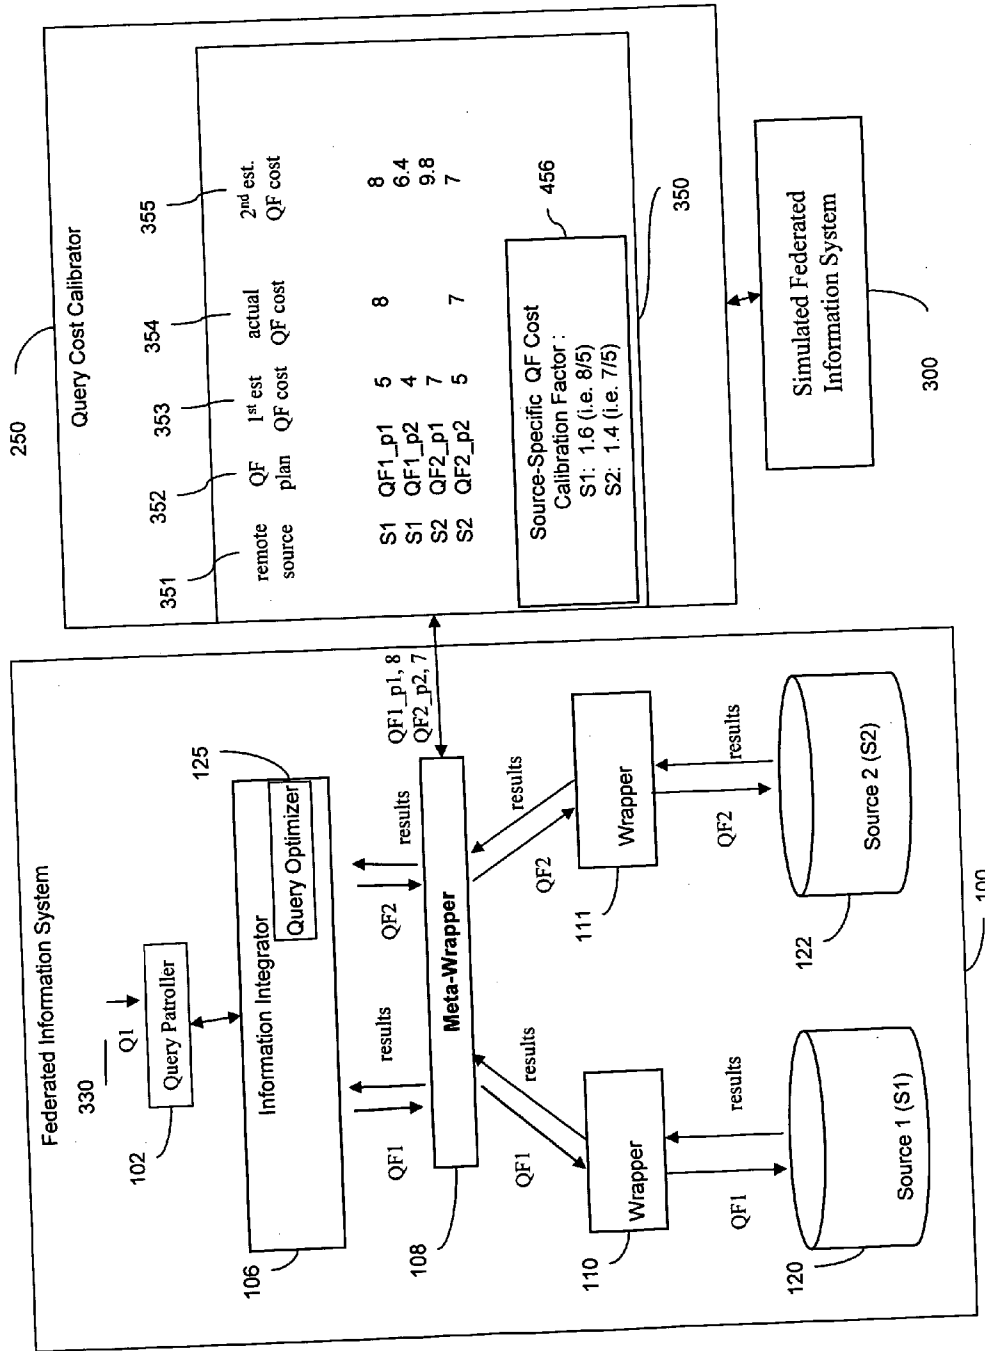 Federated Information System
330
Q1
102
Query Patroller
106
Information Integrator
125
Query Optimizer
QF1
results
QF2
results
108
Meta-Wrapper
QF1_p1, 8
QF2_p2, 7
QF1
results
QF2
results
110
Wrapper
111
Wrapper
QF1
results
QF2
results
120
Source 1 (S1)
122
Source 2 (S2)
100
250
Query Cost Calibrator
351
352
353
354
355
remote source
QF plan
1st est QF cost
actual QF cost
2nd est. QF cost
S1 QF1_p1 5 8 8
S1 QF1_p2 4 6.4
S2 QF2_p1 7 9.8
S2 QF2_p2 5 7 7
456
Source-Specific QF Cost
Calibration Factor :
S1: 1.6 (i.e. 8/5)
S2: 1.4 (i.e. 7/5)
350
Simulated Federated
Information System
300